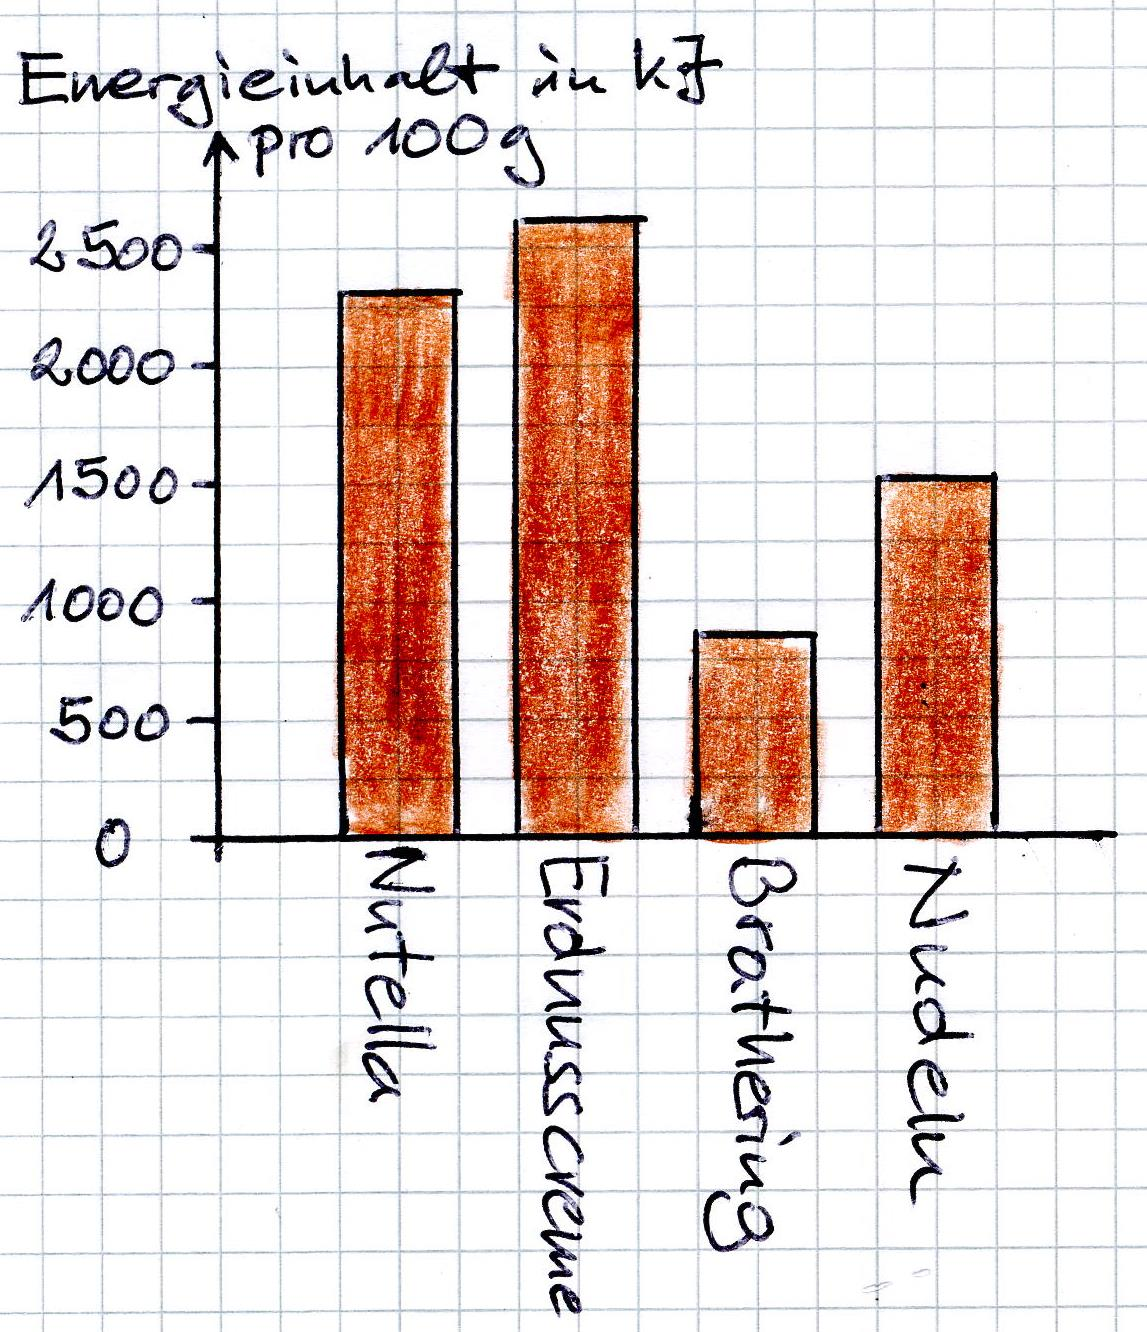 Energieinhalt in kJ
pro 100g
2500
2000
1500
1000
500
0
Nutella
Erdnusscreme
Brathering
Nudeln